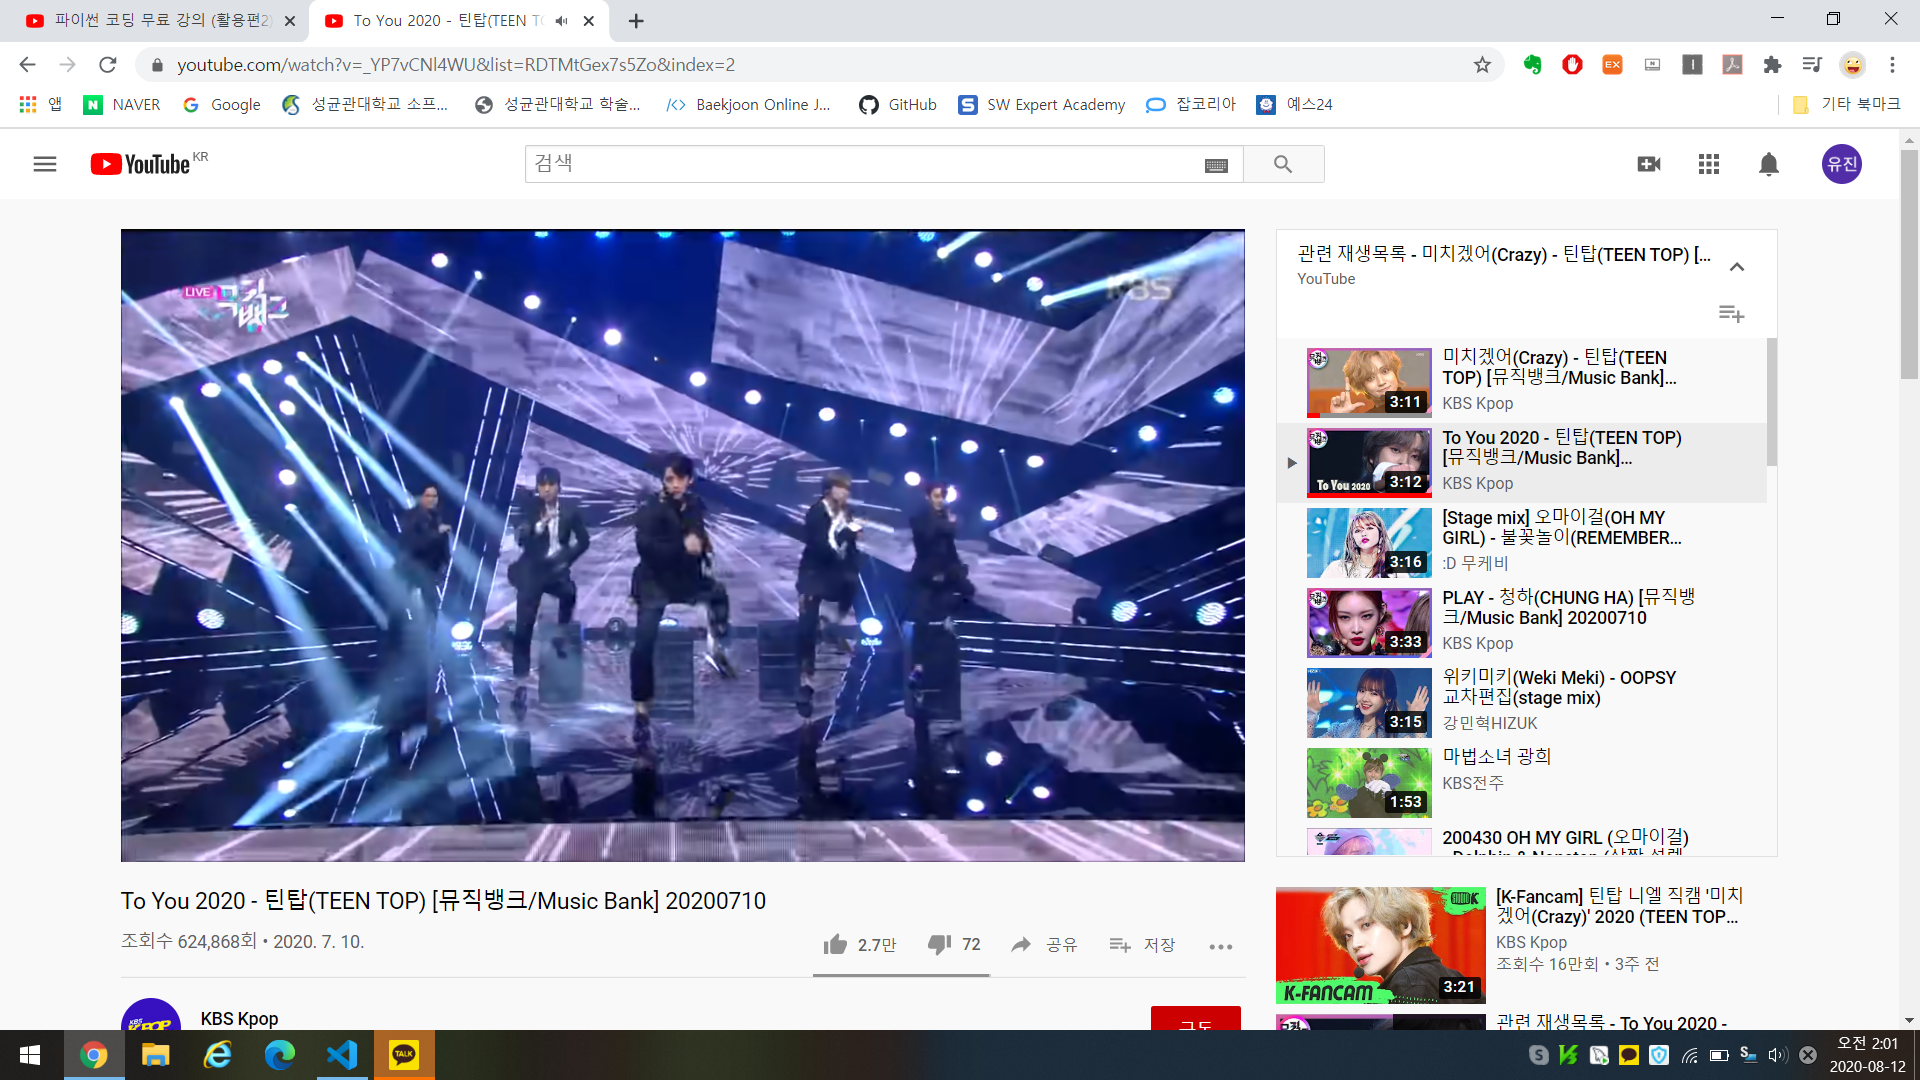 파이썬 코딩 무료 강의 (활용편2)
To You 2020 - 틴탑(TEEN TO
youtube.com/watch?v=_YP7vCNl4WU&list=RDTMtGex7s5Zo&index=2
앱
NAVER
Google
성균관대학교 소프...
성균관대학교 학술...
Baekjoon Online J...
GitHub
SW Expert Academy
잡코리아
예스24
기타 북마크
YouTube KR
검색
유진
LIVE
뮤직
뱅크
KBS
관련 재생목록 - 미치겠어(Crazy) - 틴탑(TEEN TOP) [...
YouTube
미치겠어(Crazy) - 틴탑(TEEN
TOP) [뮤직뱅크/Music Bank]...
KBS Kpop
3:11
To You 2020 - 틴탑(TEEN TOP)
[뮤직뱅크/Music Bank]...
KBS Kpop
To You 2020
3:12
[Stage mix] 오마이걸(OH MY
GIRL) - 불꽃놀이(REMEMBER...
:D 무케비
3:16
PLAY - 청하(CHUNG HA) [뮤직뱅
크/Music Bank] 20200710
KBS Kpop
3:33
위키미키(Weki Meki) - OOPSY
교차편집(stage mix)
강민혁HIZUK
3:15
마법소녀 광희
KBS전주
1:53
200430 OH MY GIRL (오마이걸)
To You 2020 - 틴탑(TEEN TOP) [뮤직뱅크/Music Bank] 20200710
조회수 624,868회 • 2020. 7. 10.
2.7만
72
공유
저장
KBS Kpop
구독
[K-Fancam] 틴탑 니엘 직캠 '미치
겠어(Crazy)' 2020 (TEEN TOP...
KBS Kpop
조회수 16만회 • 3주 전
K-FANCAM
3:21
관련 재생목록 - To You 2020 -
TALK
오전 2:01
2020-08-12